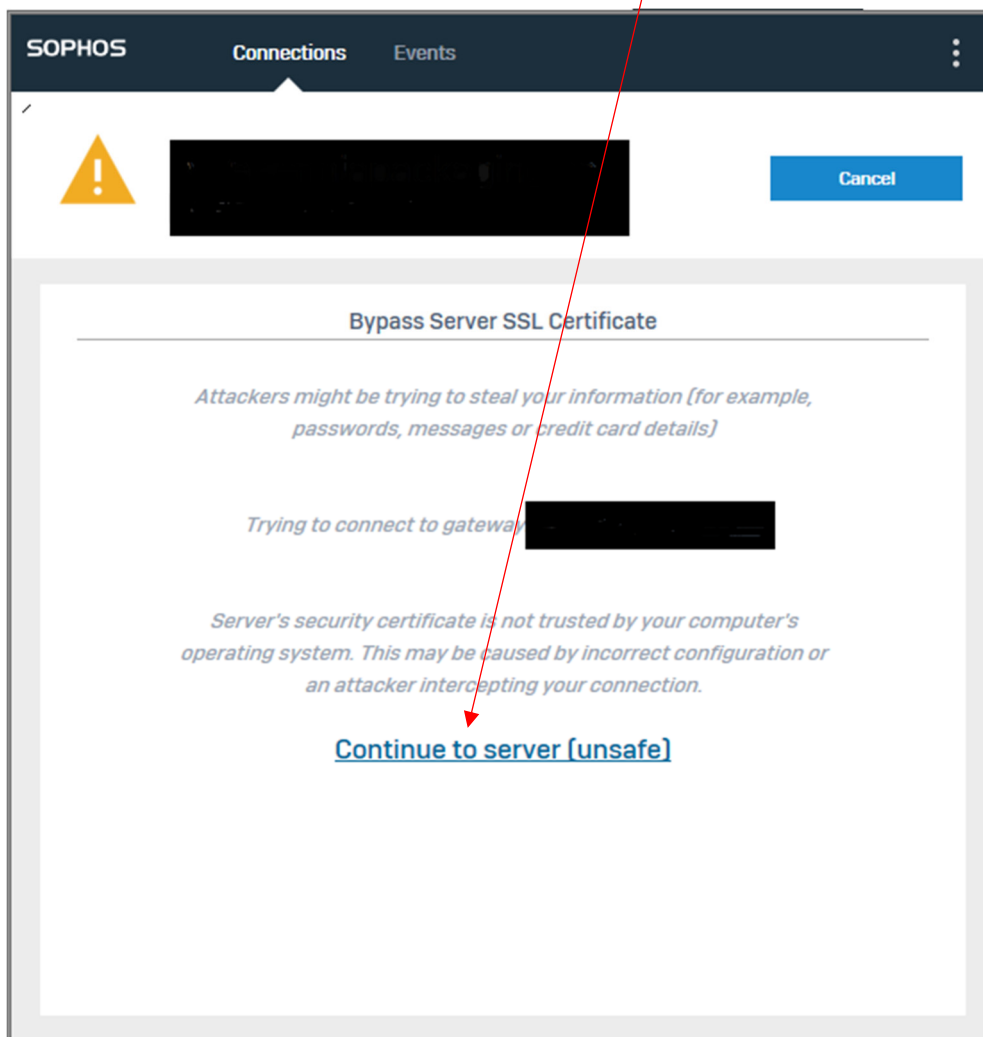 SOPHOS
Connections Events
Cancel
Bypass Server SSL Certificate
Attackers might be trying to steal your information (for example,
passwords, messages or credit card details)
Trying to connect to gateway
Server's security certificate is not trusted by your computer's
operating system. This may be caused by incorrect configuration or
an attacker intercepting your connection.
Continue to server (unsafe)